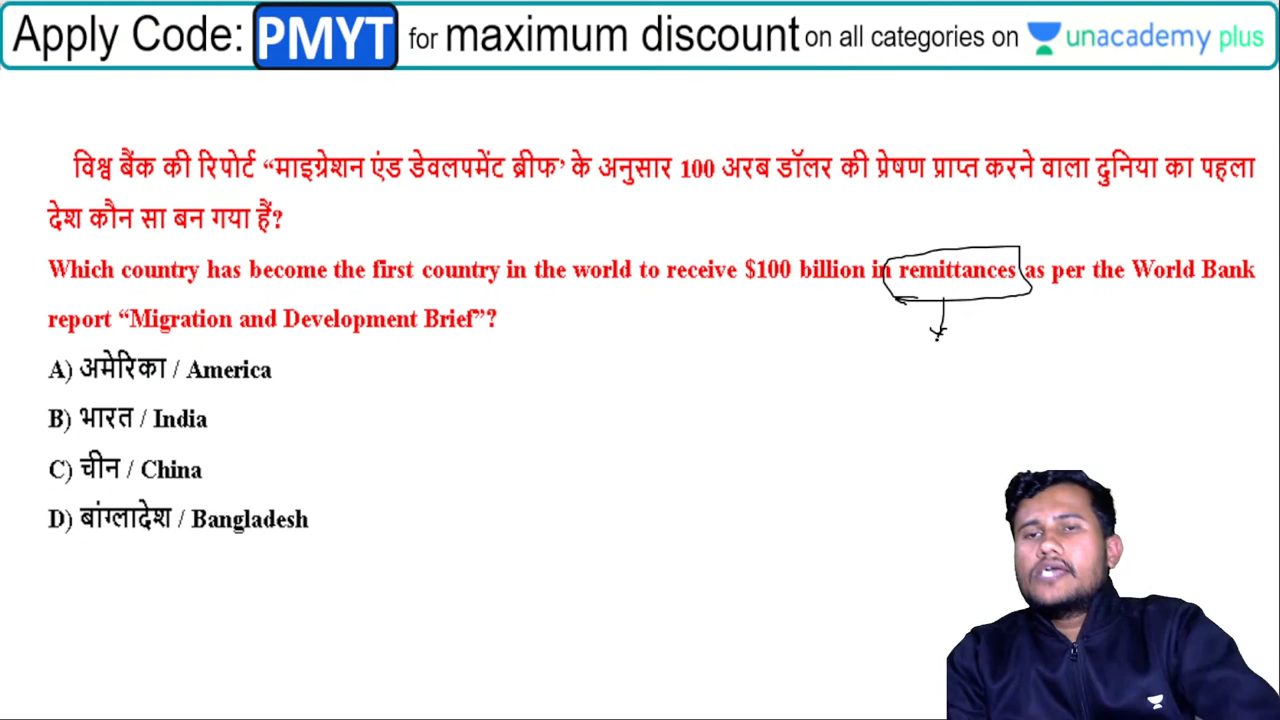 Apply Code: PMYT for maximum discount on all categories on unacademy plus
विश्व बैंक की रिपोर्ट “माइग्रेशन एंड डेवलपमेंट ब्रीफ’ के अनुसार 100 अरब डॉलर की प्रेषण प्राप्त करने वाला दुनिया का पहला
देश कौन सा बन गया हैं?
Which country has become the first country in the world to receive $100 billion in remittances as per the World Bank
report “Migration and Development Brief”?
A) अमेरिका / America
B) भारत / India
C) चीन / China
D) बांग्लादेश / Bangladesh